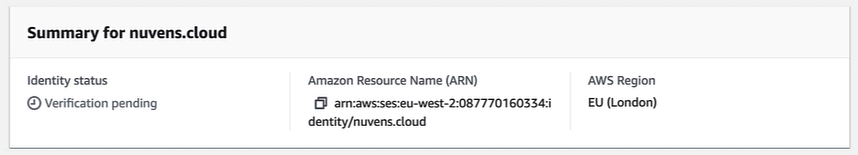 Summary for nuvens.cloud
Identity status
Verification pending
Amazon Resource Name (ARN)
arn:aws:ses:eu-west-2:087770160334:i
dentity/nuvens.cloud
AWS Region
EU (London)